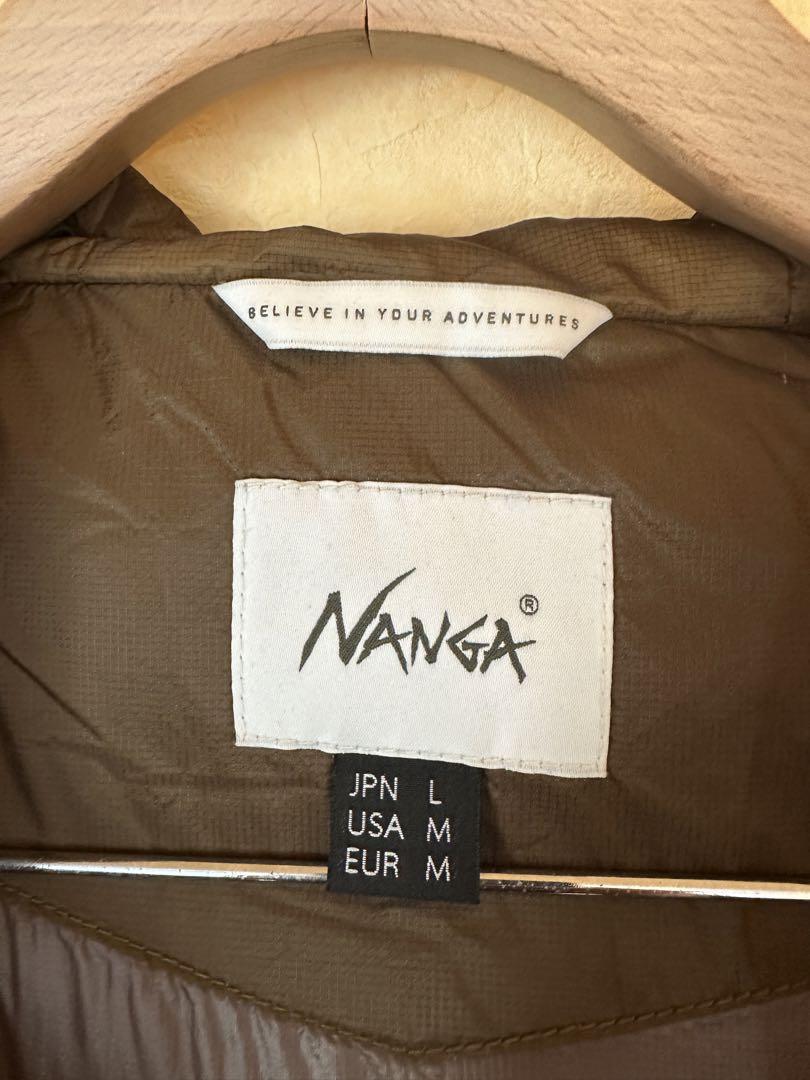 BELIEVE IN YOUR ADVENTURES
NANGA®
JPN L
USA M
EUR M